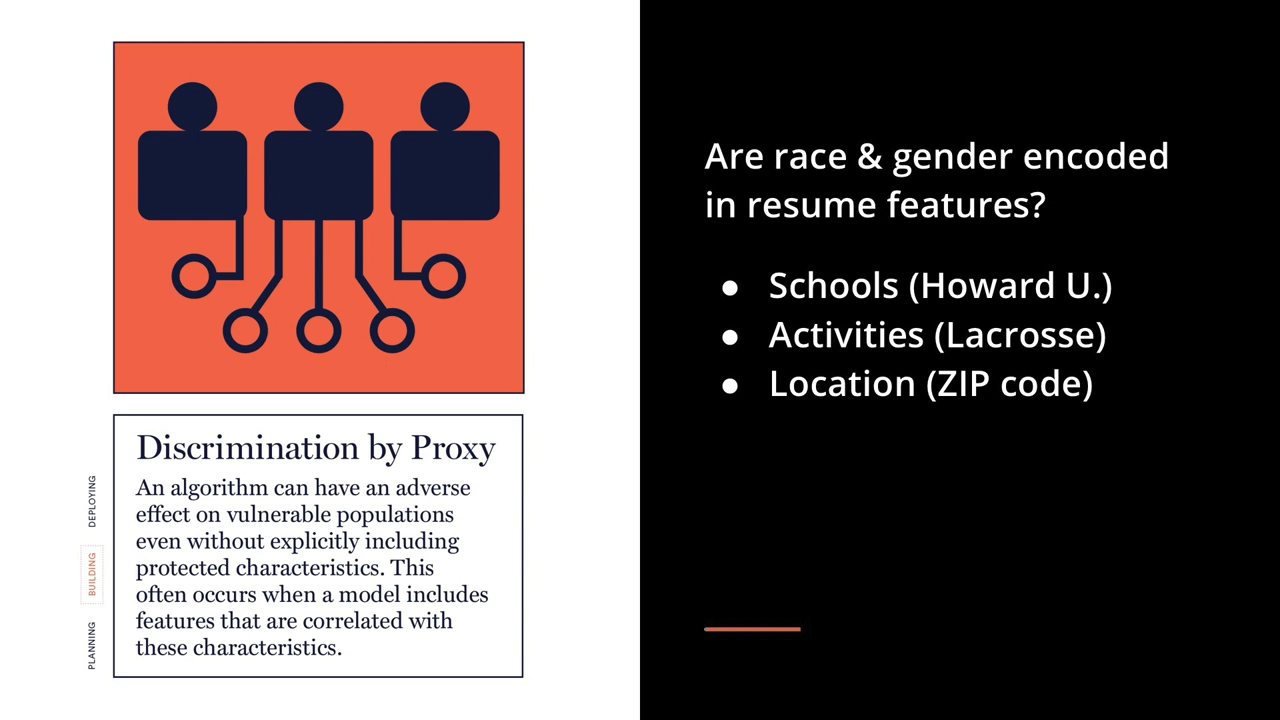 Discrimination by Proxy
An algorithm can have an adverse
effect on vulnerable populations
even without explicitly including
protected characteristics. This
often occurs when a model includes
features that are correlated with
these characteristics.
DEPLOYING
BUILDING
PLANNING
Are race & gender encoded
in resume features?
● Schools (Howard U.)
● Activities (Lacrosse)
● Location (ZIP code)